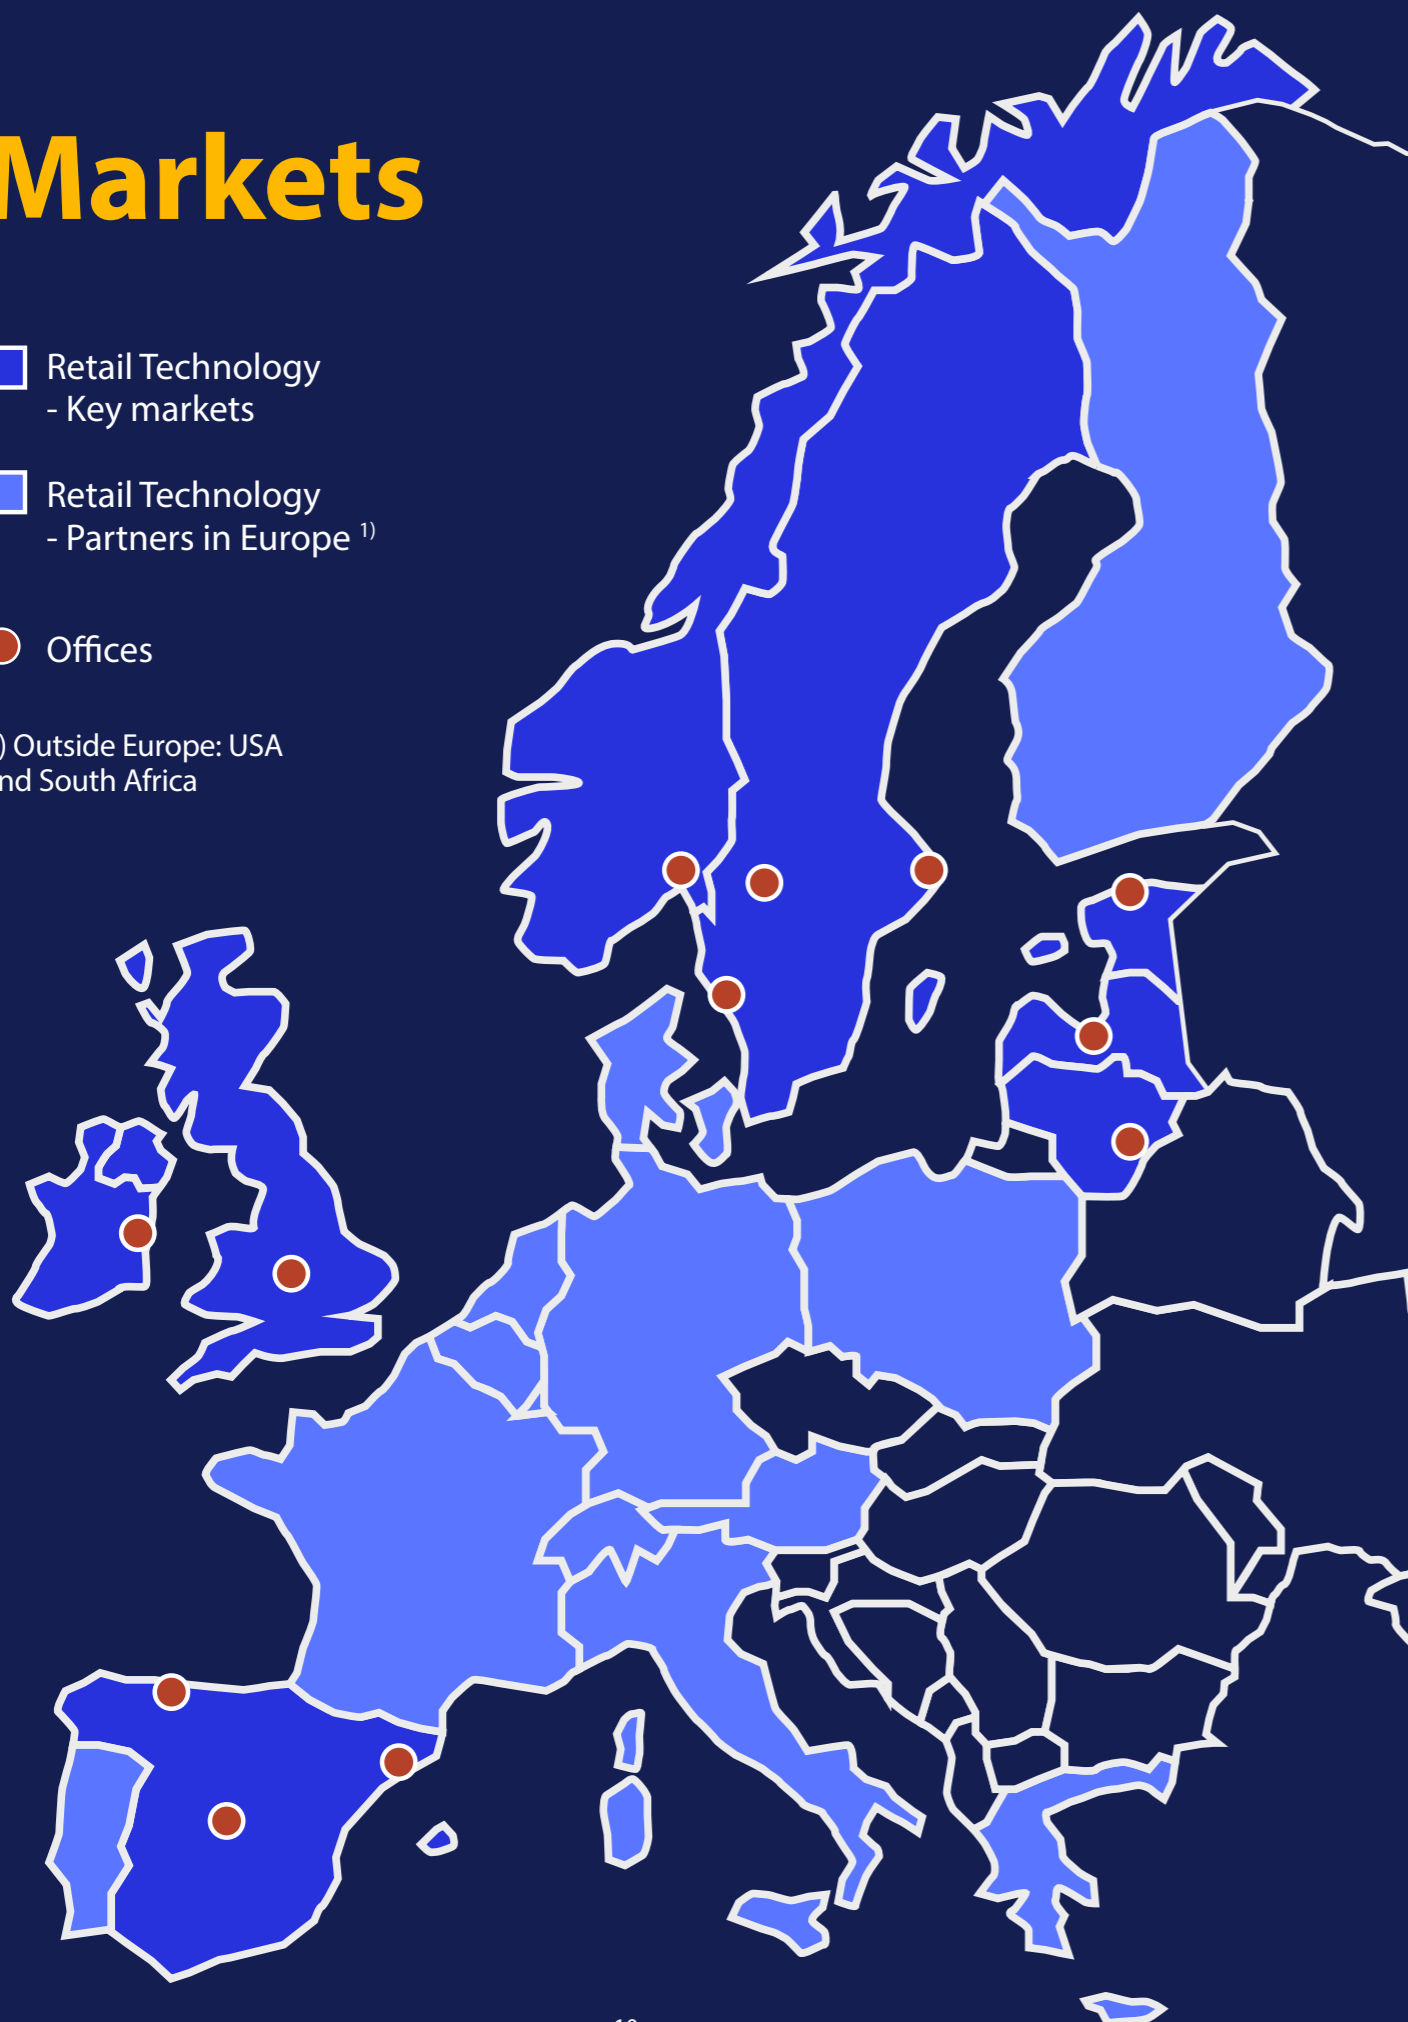 Markets
Retail Technology
- Key markets
Retail Technology
- Partners in Europe 1)
Offices
) Outside Europe: USA
nd South Africa